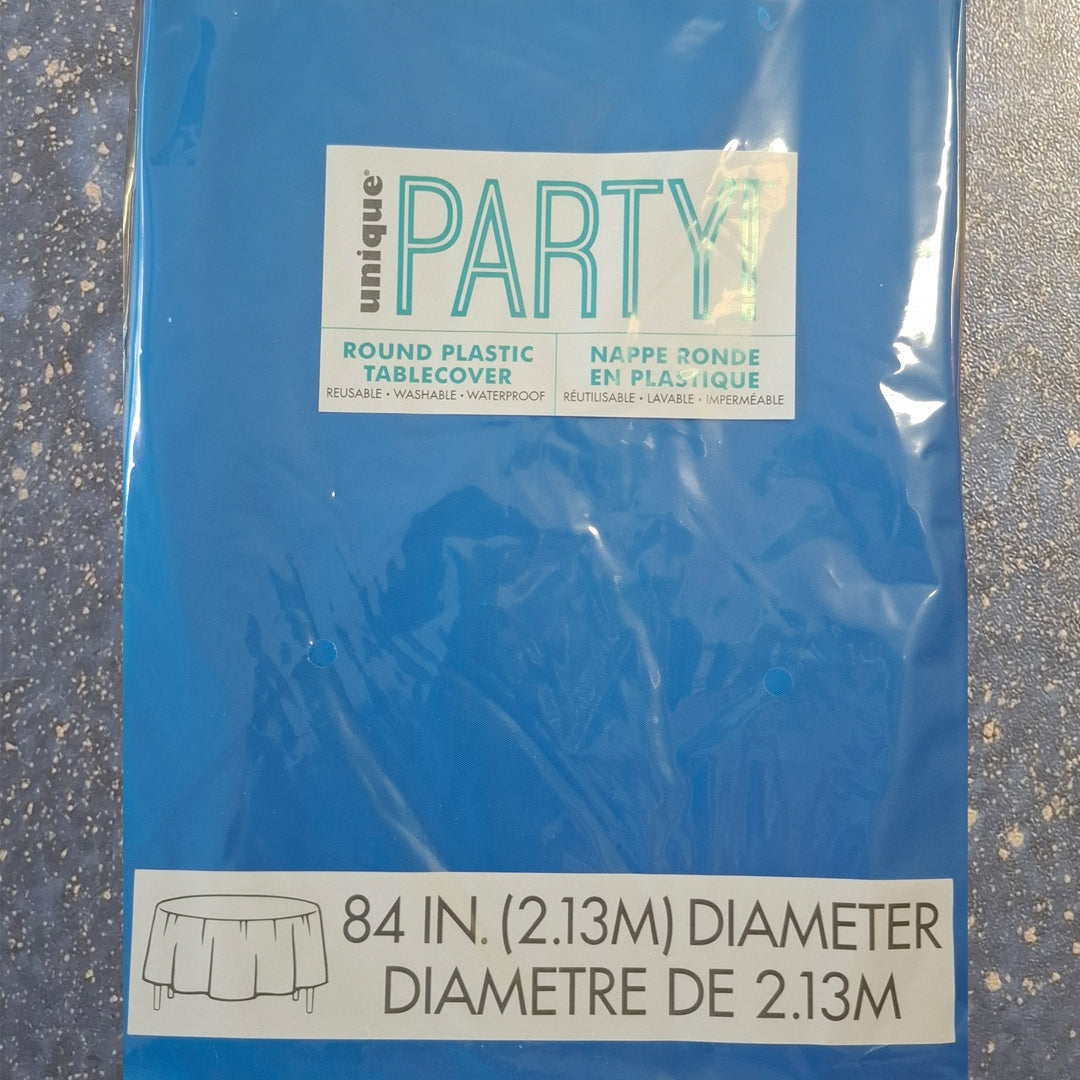 unique®
PARTY!™
ROUND PLASTIC
TABLECOVER
REUSABLE • WASHABLE • WATERPROOF
NAPPE RONDE
EN PLASTIQUE
RÉUTILISABLE • LAVABLE • IMPERMÉABLE
84 IN. (2.13M) DIAMETER
DIAMETRE DE 2.13M